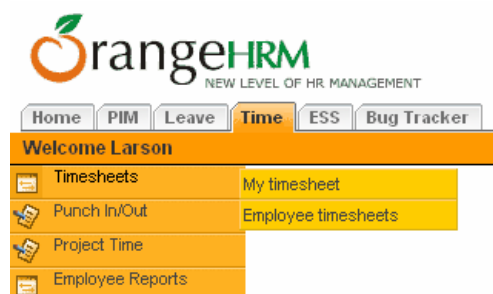 OrangeHRM
NEW LEVEL OF HR MANAGEMENT
Home PIM Leave Time ESS Bug Tracker
Welcome Larson
Timesheets My timesheet
Punch In/Out Employee timesheets
Project Time
Employee Reports